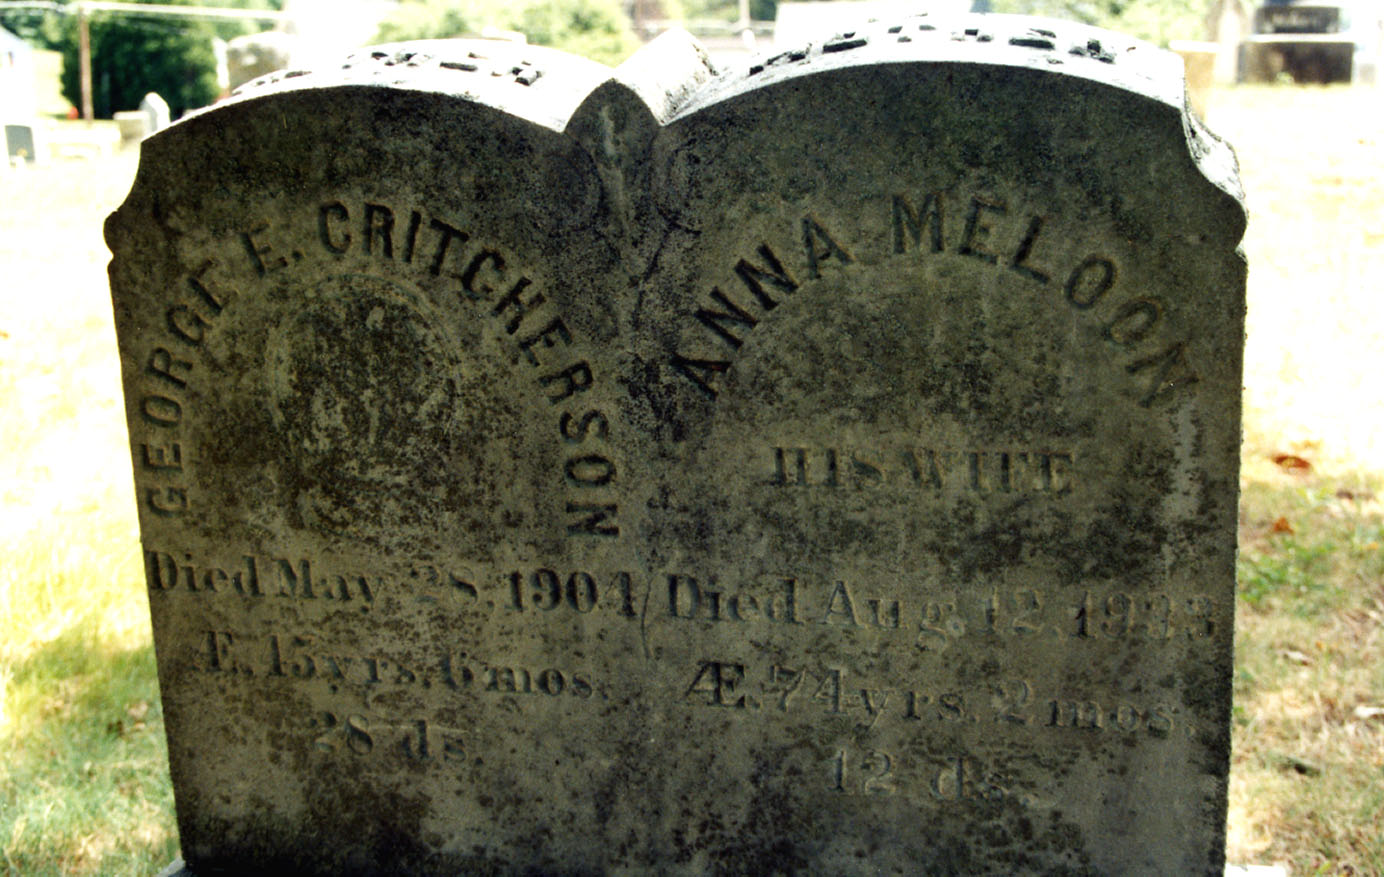 GEORGE E. CRITCHERSON
Died May 28, 1904
Æ. 45 yrs. 6 mos.
28 ds.
ANNA MELOON
HIS WIFE
Died Aug. 12, 1933
Æ. 74 yrs. 2 mos.
12 ds.